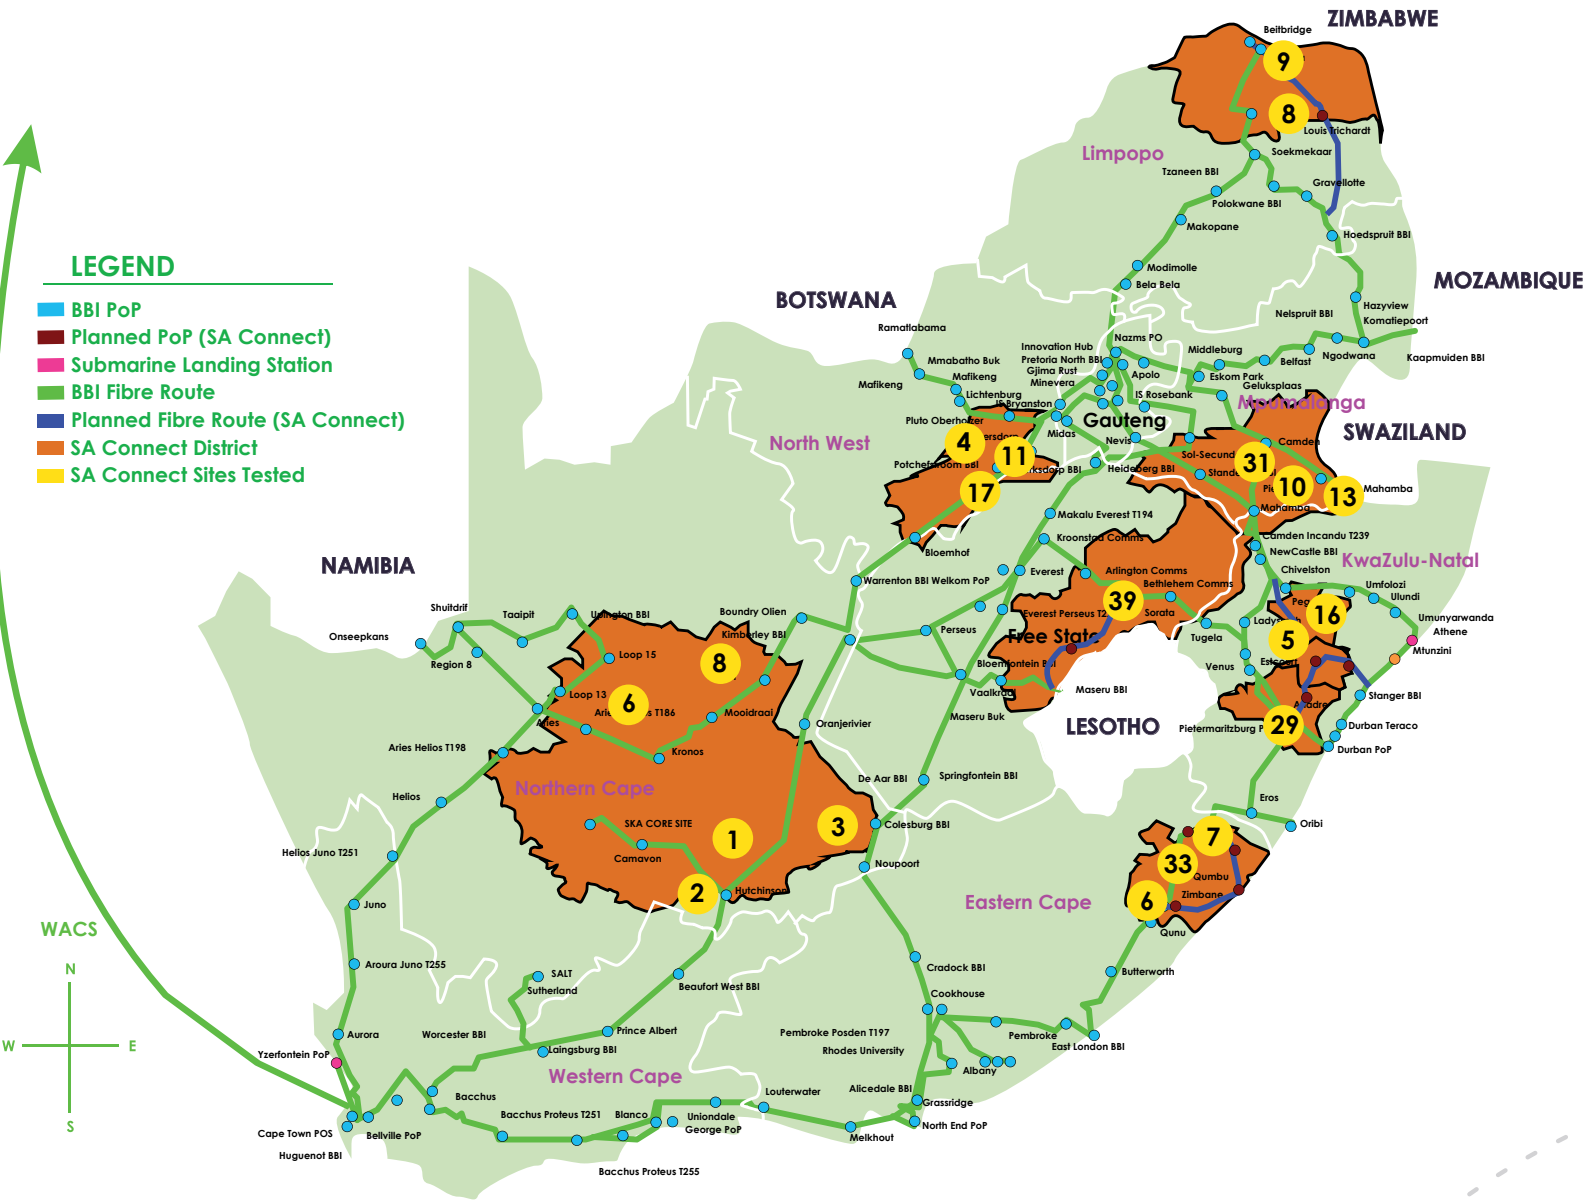 ZIMBABWE
Beitbridge
9
8
Louis Trichardt
Limpopo
Soekmekaar
Tzaneen BBI
Gravellotte
Polokwane BBI
Makopane
Hoedspruit BBI
LEGEND
BBI PoP
Planned PoP (SA Connect)
Submarine Landing Station
BBI Fibre Route
Planned Fibre Route (SA Connect)
SA Connect District
SA Connect Sites Tested
Modimolle
Bela Bela
MOZAMBIQUE
BOTSWANA
Hazyview
Nelspruit BBI
Komatiepoort
Ramatlabama
Nazms PO
Innovation Hub
Pretoria North BBI
Middleburg
Ngodwana
Kaapmuiden BBI
Mmabatho Buk
Gjima Rust
Apolo
Belfast
Mafikeng
Mafikeng
Minevera
Eskom Park
Geluksplaas
Lichtenburg
IS Bryanston
IS Rosebank
Mpumalanga
Pluto Oberholzer
Gauteng
SWAZILAND
North West
4
Midas
Nevis
Camden
11
Potchefstroom BBI
Heidelberg BBI
31
10
13
Mahamba
17
Mahamba
Makalu Everest T194
Kroonstad Comms
Camden Incandu T239
NewCastle BBI
KwaZulu-Natal
Bloemhof
NAMIBIA
Warrenton BBI
Welkom PoP
Everest
Arlington Comms
Bethlehem Comms
Chivelston
Umfolozi
Ulundi
39
16
Shuitdrif
Taaipit
Upington BBI
Boundry Olien
Sorata
Umunyarwanda
Athene
Onseepkans
Kimberley BBI
Perseus
Free State
Tugela
5
Mtunzini
Region 8
Loop 15
8
Venus
Estcourt
Bloemfontein BBI
Vaalkraal
Maseru BBI
Stanger BBI
Loop 13
6
Aries
Mooidraai
Oranjerivier
Maseru Buk
LESOTHO
29
Durban Teraco
Durban PoP
Aries Helios T198
Kronos
De Aar BBI
Springfontein BBI
Northern Cape
Helios
Eros
Oribi
SKA CORE SITE
1
3
Colesburg BBI
7
Helios Juno T251
Camavon
Noupoort
33
Qumbu
Zimbane
2
Hutchinson
Eastern Cape
6
Juno
Qunu
WACS
N
W
E
S
Aroura Juno T255
SALT
Sutherland
Beaufort West BBI
Cradock BBI
Butterworth
Cookhouse
Aurora
Worcester BBI
Prince Albert
Pembroke Posden T197
Pembroke
East London BBI
Yzerfontein PoP
Laingsburg BBI
Rhodes University
Albany
Western Cape
Bacchus
Louterwater
Alicedale BBI
Grassridge
Bacchus Proteus T251
Blanco
Uniondale
George PoP
North End PoP
Cape Town POS
Bellville PoP
Melkhout
Huguenot BBI
Bacchus Proteus T255